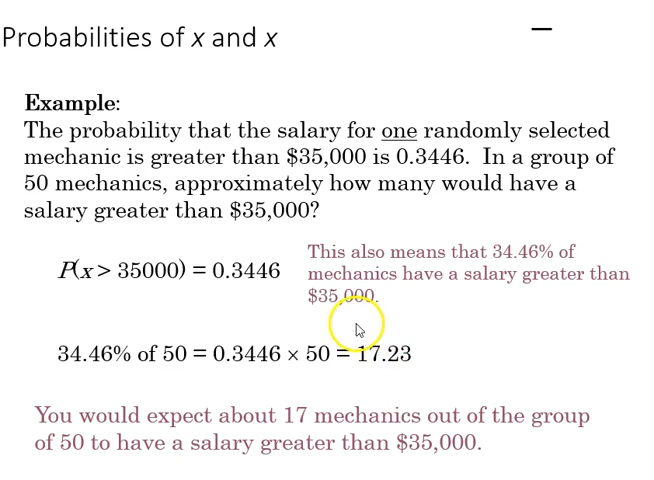 Probabilities of x and x
Example:
The probability that the salary for one randomly selected
mechanic is greater than $35,000 is 0.3446. In a group of
50 mechanics, approximately how many would have a
salary greater than $35,000?
P(x > 35000) = 0.3446
This also means that 34.46% of
mechanics have a salary greater than
$35,000.
34.46% of 50 = 0.3446 × 50 = 17.23
You would expect about 17 mechanics out of the group
of 50 to have a salary greater than $35,000.